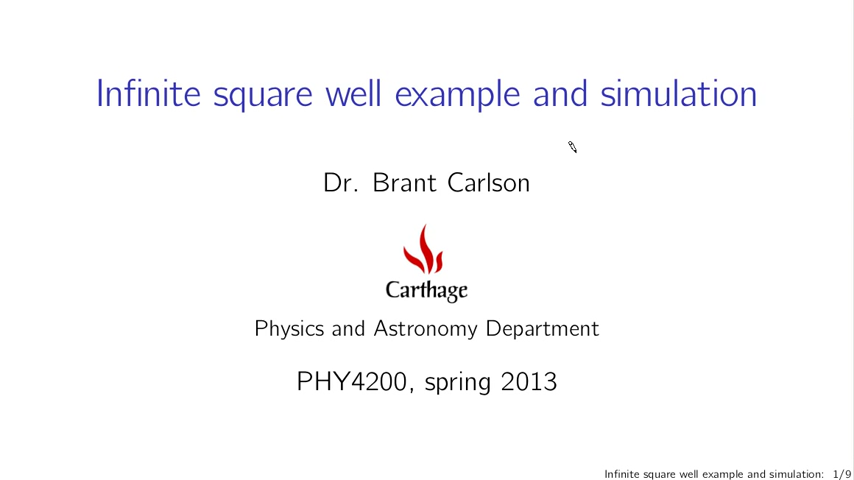 Infinite square well example and simulation
Dr. Brant Carlson
Carthage
Physics and Astronomy Department
PHY4200, spring 2013
Infinite square well example and simulation: 1/9